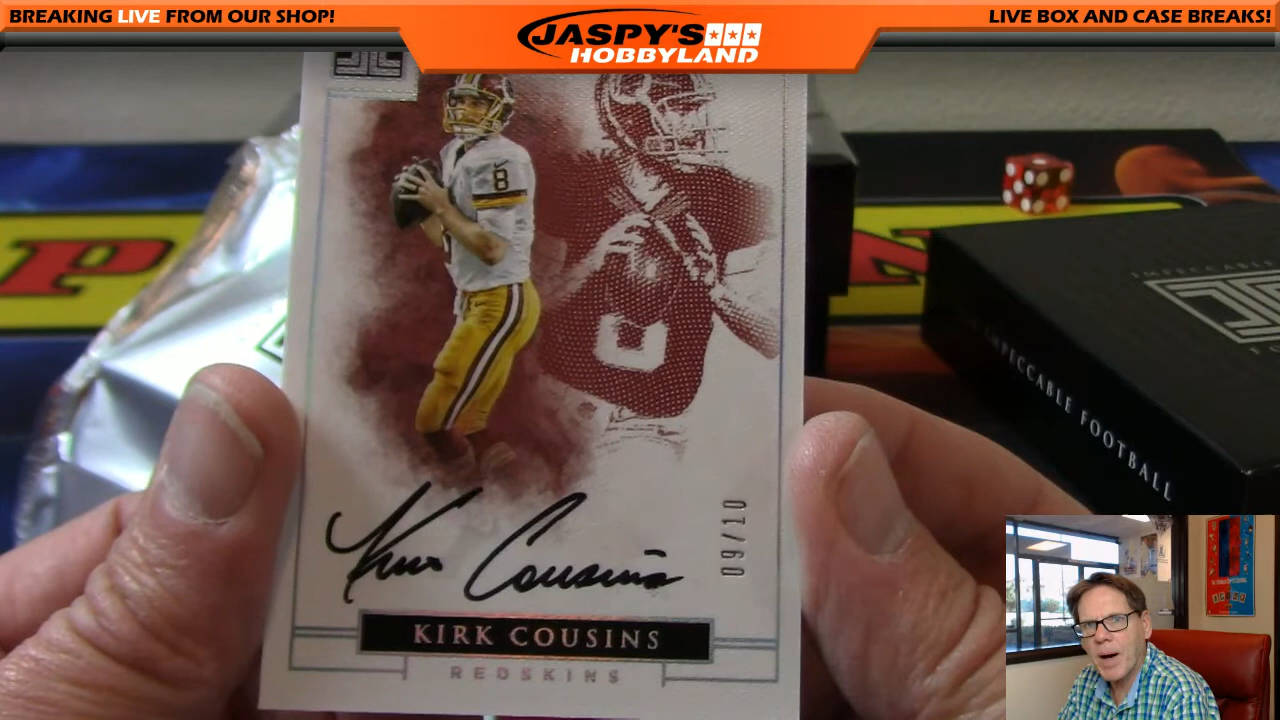 BREAKING LIVE FROM OUR SHOP!
JASPY'S
HOBBYLAND
LIVE BOX AND CASE BREAKS!
8
P
IMPECCABLE FOOTBALL
09/10
Kirk Cousins
KIRK COUSINS
REDSKINS